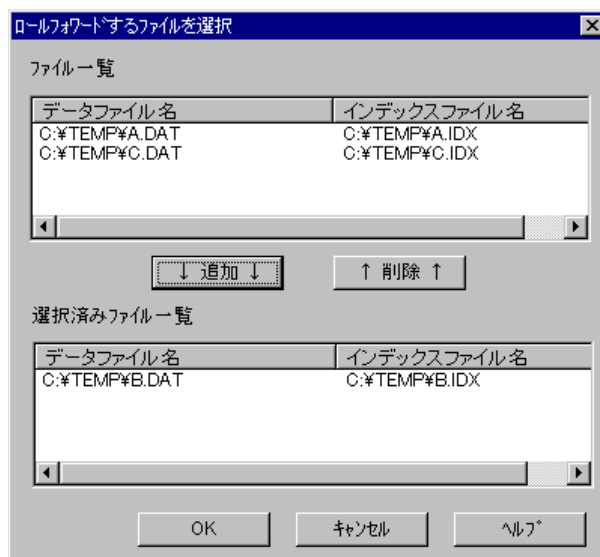 ﾛｰﾙﾌｫﾜｰﾄﾞするﾌｧｲﾙを選択
ﾌｧｲﾙ一覧
データファイル名 インデックスファイル名
C:¥TEMP¥A.DAT C:¥TEMP¥A.IDX
C:¥TEMP¥C.DAT C:¥TEMP¥C.IDX
↓ 追加 ↓ ↑ 削除 ↑
選択済みﾌｧｲﾙ一覧
データファイル名 インデックスファイル名
C:¥TEMP¥B.DAT C:¥TEMP¥B.IDX
OK ｷｬﾝｾﾙ ﾍﾙﾌﾟ